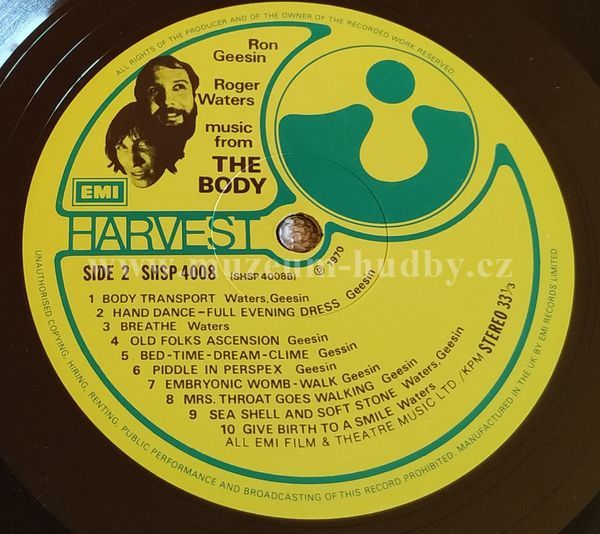 ALL RIGHTS OF THE PRODUCER AND OF THE OWNER OF THE RECORDED WORK RESERVED
Ron
Geesin
Roger
Waters
music
from
THE
BODY
EMI
HARVEST
SIDE 2 SHSP 4008 (SHSP 4008B) ℗ © 1970
www.muzeum-hudby.cz
1 BODY TRANSPORT Waters, Geesin
2 HAND DANCE-FULL EVENING DRESS Geesin
3 BREATHE Waters
4 OLD FOLKS ASCENSION Geesin
5 BED-TIME-DREAM-CLIME Gessin
6 PIDDLE IN PERSPEX Geesin
7 EMBRYONIC WOMB-WALK Geesin
8 MRS. THROAT GOES WALKING Geesin
9 SEA SHELL AND SOFT STONE Waters, Geesin
10 GIVE BIRTH TO A SMILE Waters
ALL EMI FILM & THEATRE MUSIC LTD./KPM
STEREO 33⅓
UNAUTHORISED COPYING, HIRING, RENTING, PUBLIC PERFORMANCE AND BROADCASTING OF THIS RECORD PROHIBITED. MANUFACTURED IN THE UK BY EMI RECORDS LIMITED